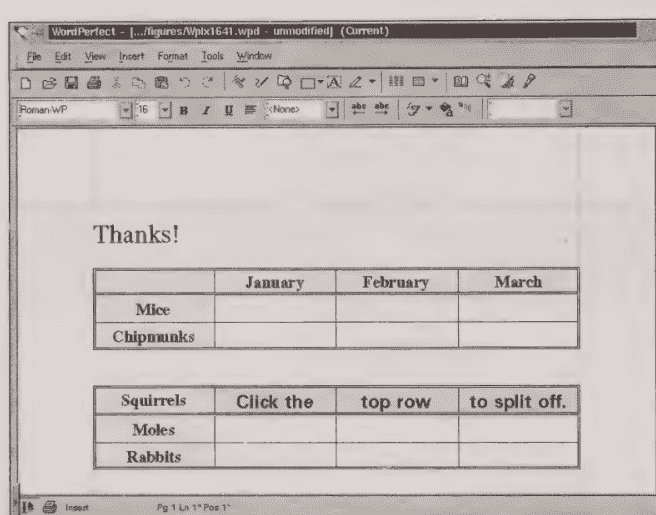 WordPerfect - [.../figures/Wplx1641.wpd - unmodified] (Current)
File Edit View Insert Format Tools Window
Roman-WP 16 B I U <None> abc abc
Thanks!
January February March
Mice
Chipmunks
Squirrels Click the top row to split off.
Moles
Rabbits
Insert Pg 1 Ln 1" Pos 1"